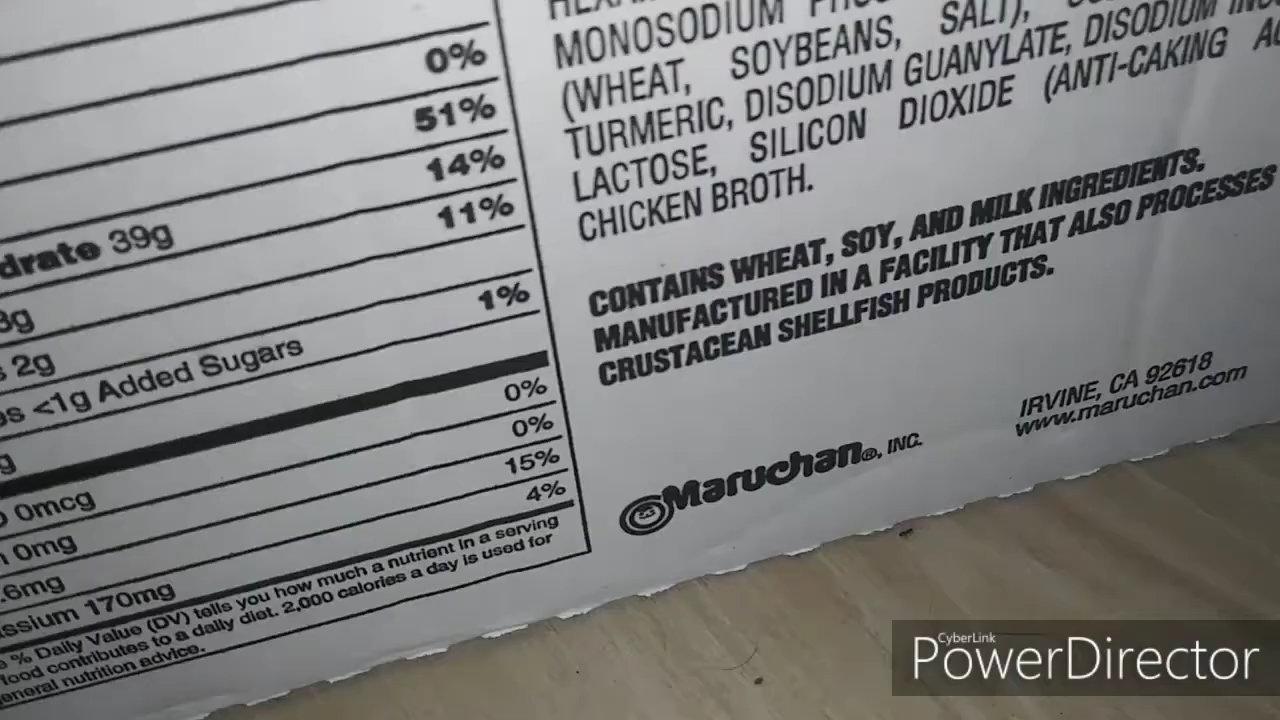 0%
51%
14%
drate 39g
11%
3g
2g
1%
<1g Added Sugars
g
0%
0mcg
0%
0mg
15%
.6mg
4%
ssium 170mg
% Daily Value (DV) tells you how much a nutrient in a serving
food contributes to a daily diet. 2,000 calories a day is used for
eneral nutrition advice.
MONOSODIUM
(WHEAT, SOYBEANS, SALT),
TURMERIC, DISODIUM GUANYLATE, DISODIUM
LACTOSE, SILICON DIOXIDE (ANTI-CAKING
CHICKEN BROTH.
CONTAINS WHEAT, SOY, AND MILK INGREDIENTS.
MANUFACTURED IN A FACILITY THAT ALSO PROCESSES
CRUSTACEAN SHELLFISH PRODUCTS.
Maruchan®, INC.
IRVINE, CA 92618
www.maruchan.com
CyberLink
PowerDirector